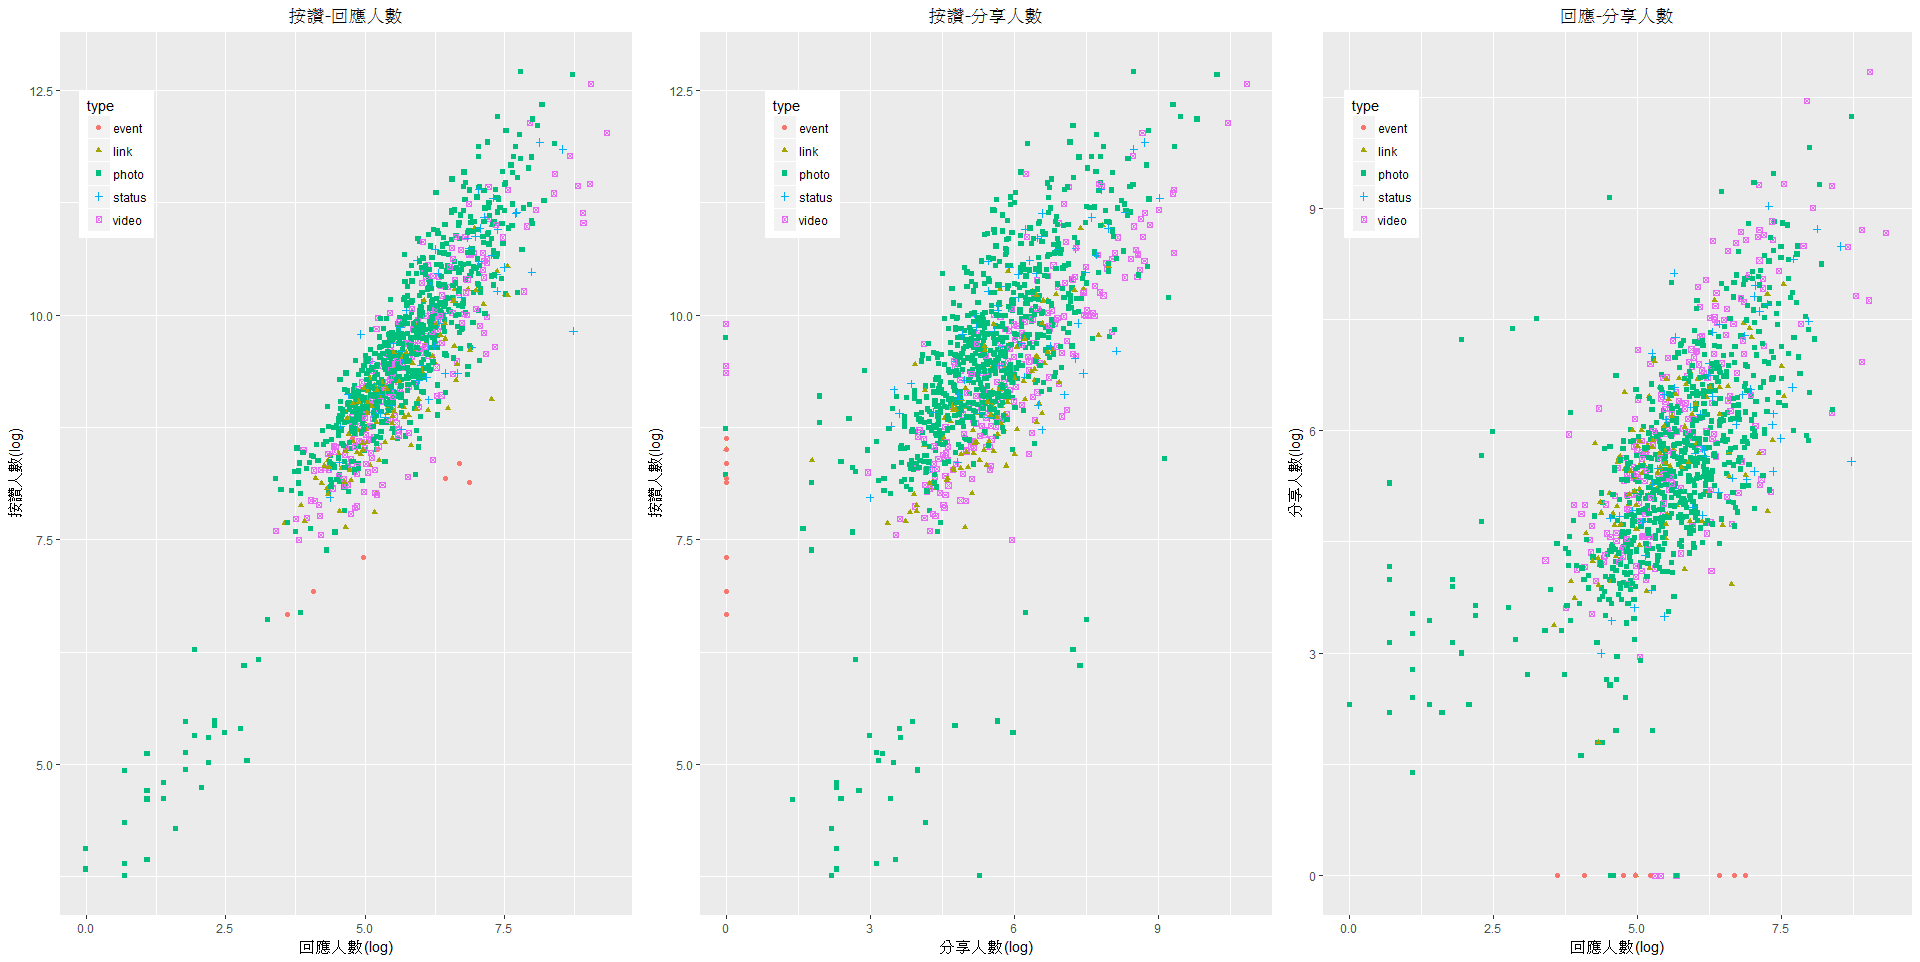 按讚-回應人數
12.5
10.0
7.5
5.0
按讚人數(log)
type
event
link
photo
status
video
0.0
2.5
5.0
7.5
回應人數(log)
按讚-分享人數
12.5
10.0
7.5
5.0
按讚人數(log)
type
event
link
photo
status
video
0
3
6
9
分享人數(log)
回應-分享人數
9
6
3
0
分享人數(log)
type
event
link
photo
status
video
0.0
2.5
5.0
7.5
回應人數(log)